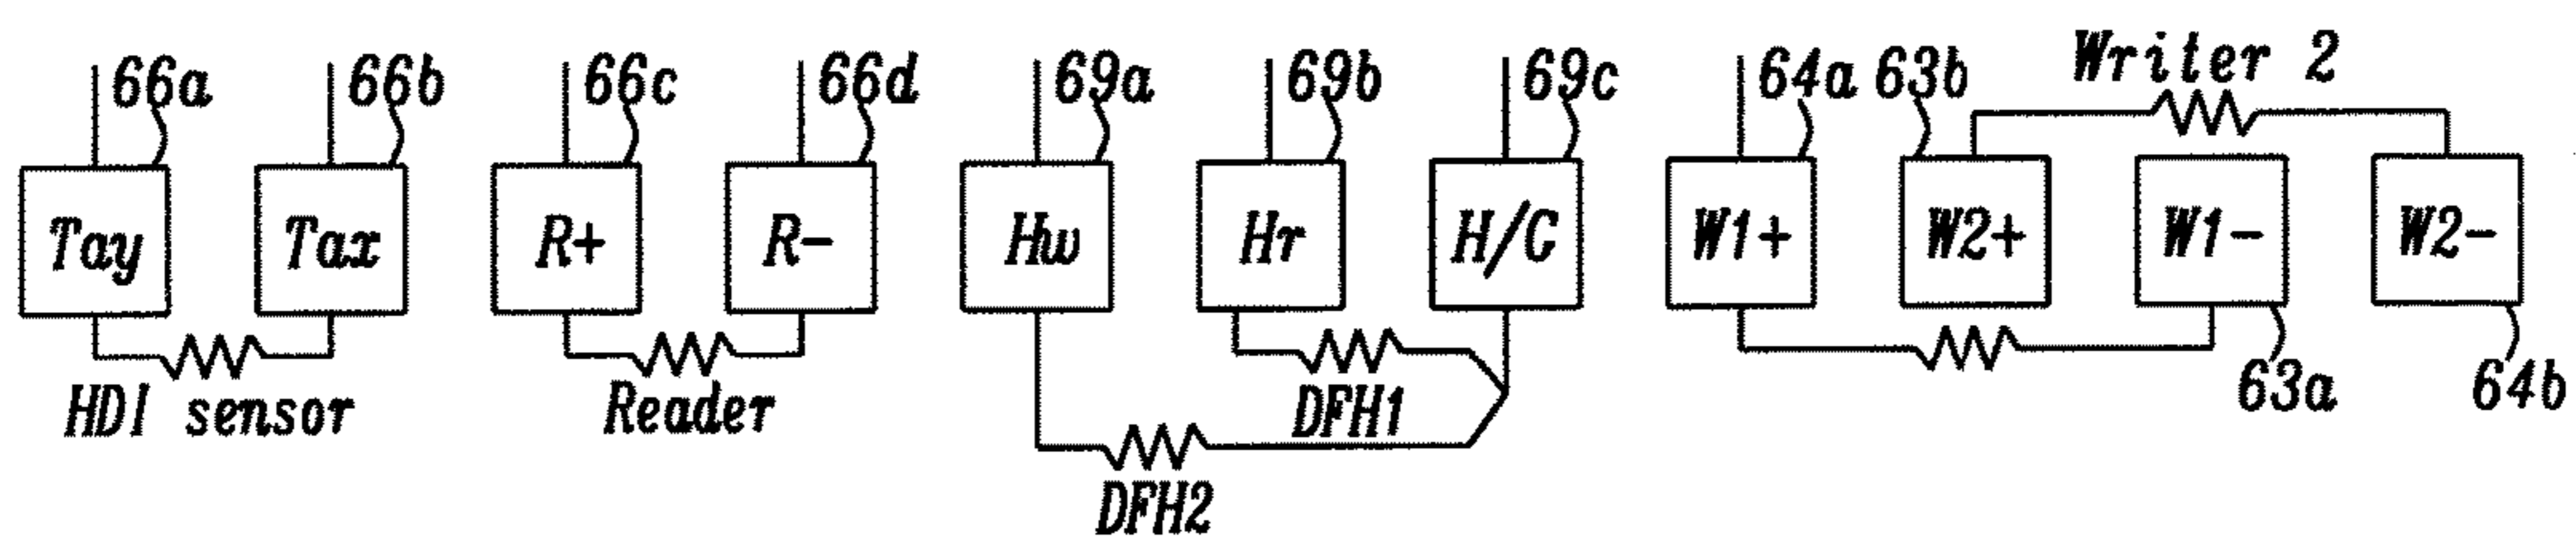 Writer 2
66a 66b 66c 66d 69a 69b 69c 64a 63b
Tay Tax R+ R- Hw Hr H/C W1+ W2+ W1- W2-
HDI sensor Reader DFH1 63a 64b
DFH2